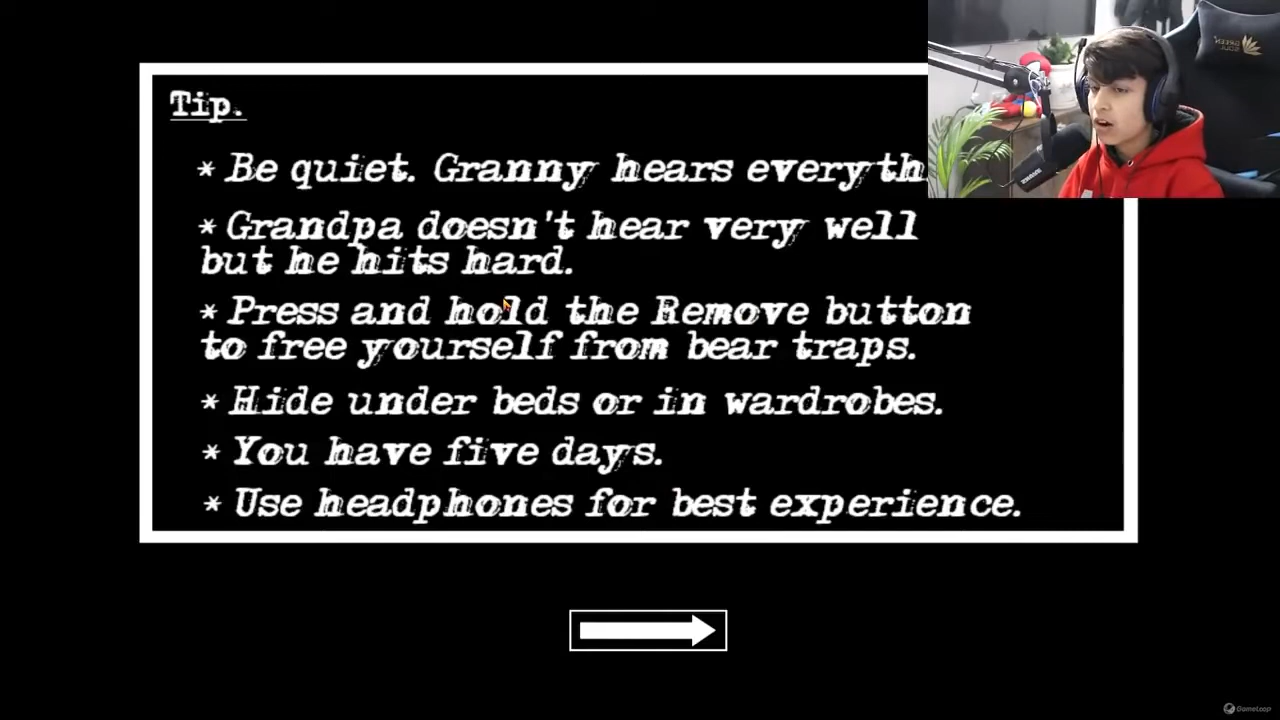 Tip.
* Be quiet. Granny hears everyth
* Grandpa doesn't hear very well
but he hits hard.
* Press and hold the Remove button
to free yourself from bear traps.
* Hide under beds or in wardrobes.
* You have five days.
* Use headphones for best experience.
GameLoop